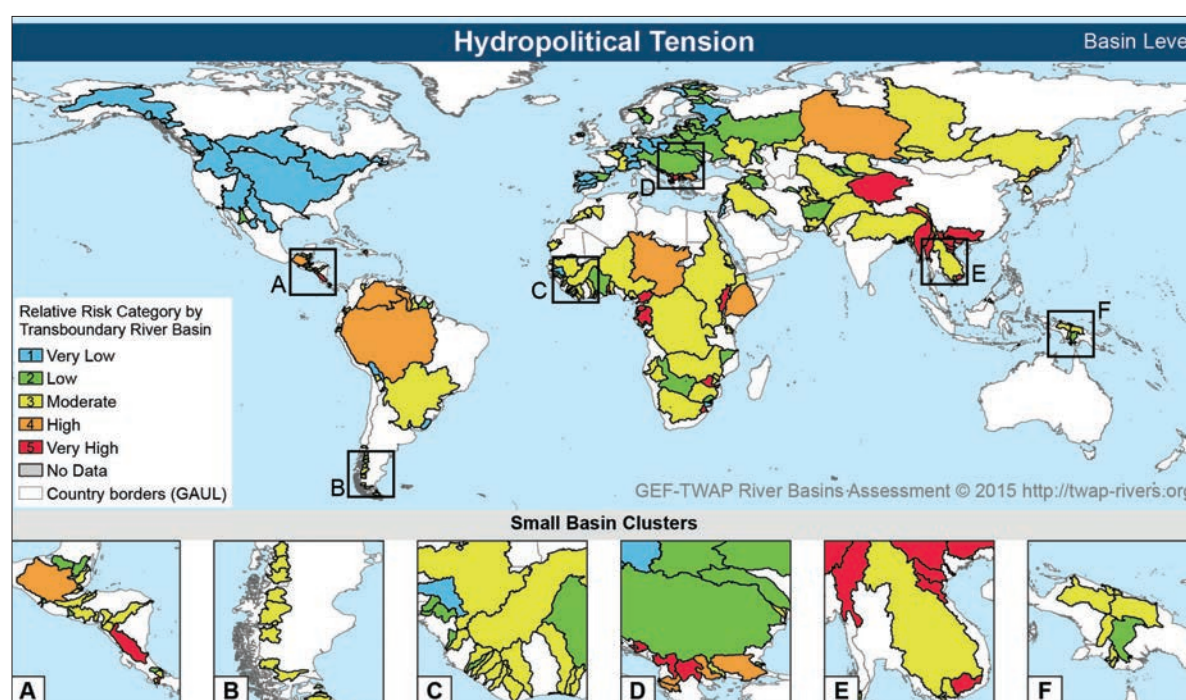 Hydropolitical Tension
Basin Leve
A
B
C
D
E
F
Relative Risk Category by
Transboundary River Basin
1 Very Low
2 Low
3 Moderate
4 High
5 Very High
No Data
Country borders (GAUL)
GEF-TWAP River Basins Assessment © 2015 http://twap-rivers.org
Small Basin Clusters
A
B
C
D
E
F